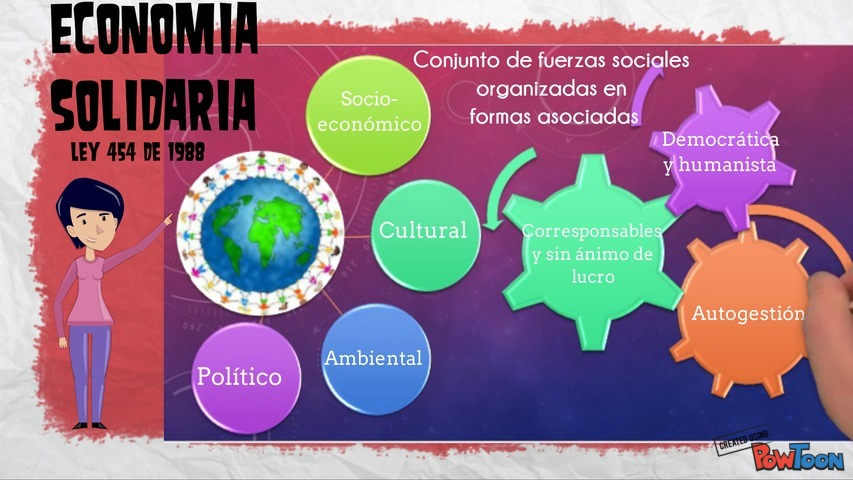 ECONOMIA
SOLIDARIA
LEY 454 DE 1988
Conjunto de fuerzas sociales
organizadas en
formas asociadas
Socio-
económico
Cultural
Ambiental
Político
Corresponsables
y sin ánimo de
lucro
Democrática
y humanista
Autogestión
CREATED USING
POWTOON